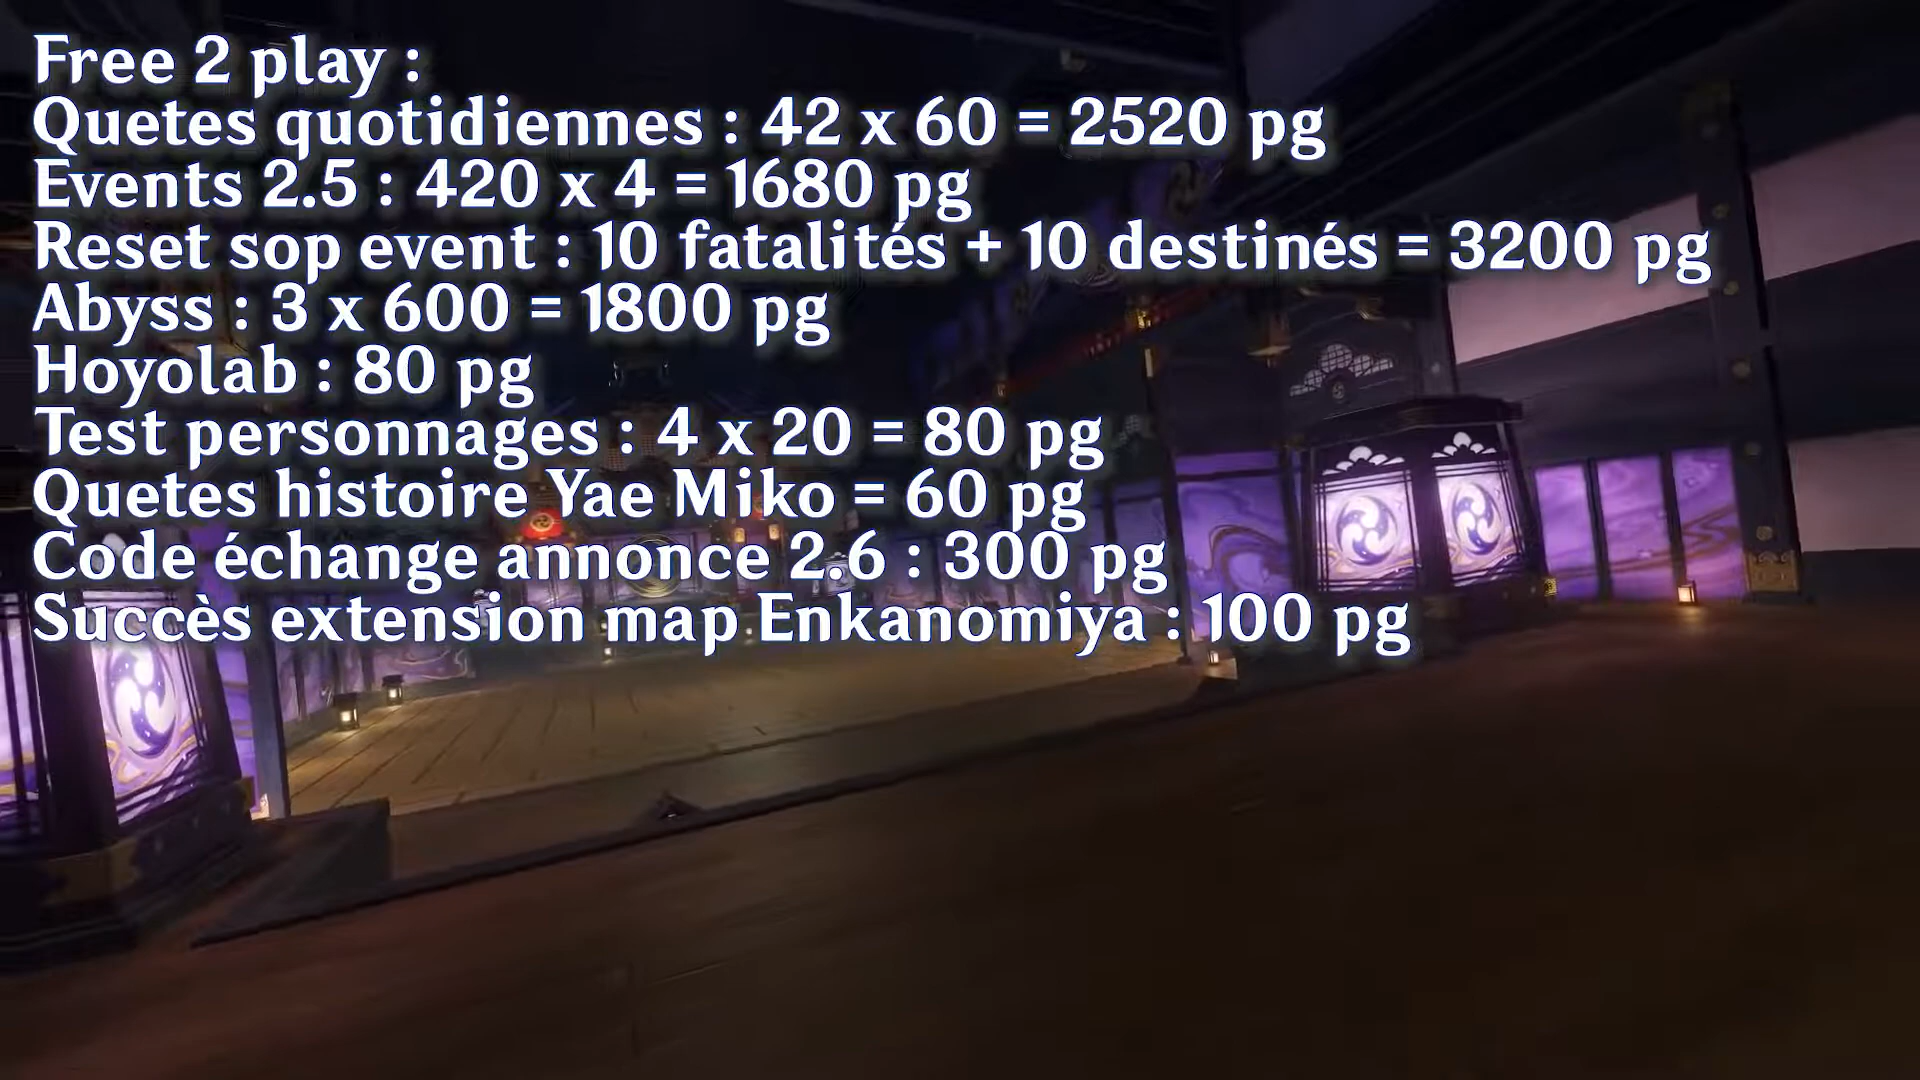 Free 2 play :
Quetes quotidiennes : 42 x 60 = 2520 pg
Events 2.5 : 420 x 4 = 1680 pg
Reset sop event : 10 fatalités + 10 destinés = 3200 pg
Abyss : 3 x 600 = 1800 pg
Hoyolab : 80 pg
Test personnages : 4 x 20 = 80 pg
Quetes histoire Yae Miko = 60 pg
Code échange annonce 2.6 : 300 pg
Succès extension map Enkanomiya : 100 pg